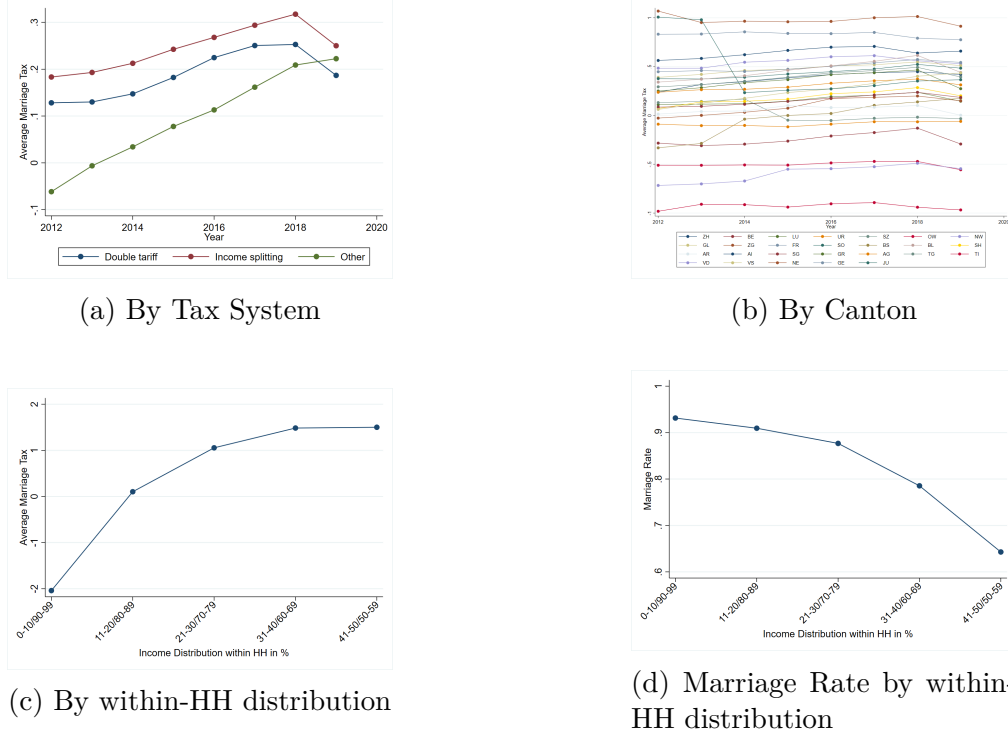 .3
.2
.1
0
-.1
Average Marriage Tax
2012 2014 2016 2018 2020
Year
Double tariff Income splitting Other
(a) By Tax System
Average Marriage Tax
2012 2014 2016 2018 2020
Year
ZH BE LU UR SZ OW NW
GL ZG FR SO BS BL SH
AR AI SG GR AG TG TI
VD VS NE GE JU
(b) By Canton
2
1
0
-1
-2
Average Marriage Tax
0-10/90-99 11-20/80-89 21-30/70-79 31-40/60-69 41-50/50-59
Income Distribution within HH in %
(c) By within-HH distribution
1
.9
.8
.7
.6
Marriage Rate
0-10/90-99 11-20/80-89 21-30/70-79 31-40/60-69 41-50/50-59
Income Distribution within HH in %
(d) Marriage Rate by within-
HH distribution